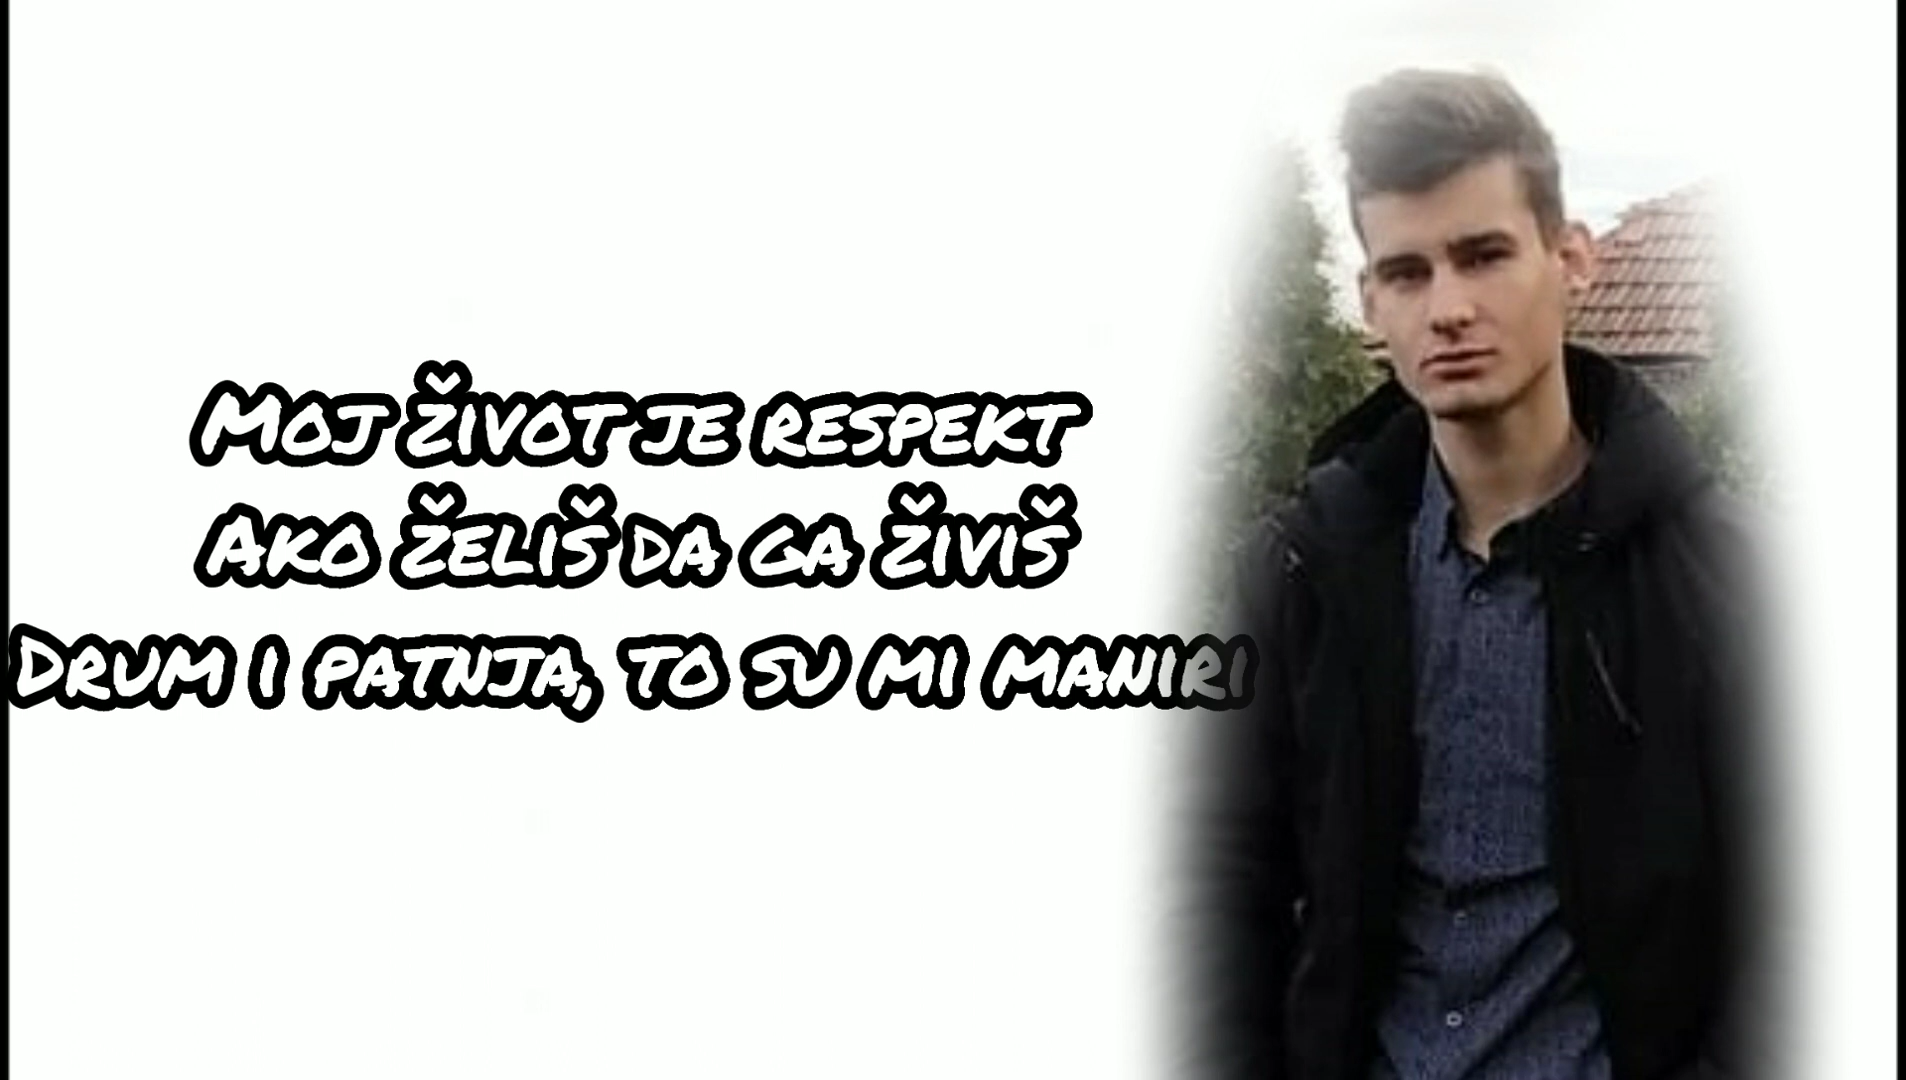 Moj život je respekt
Ako želiš da ga živiš
Drum i patnja, to su mi maniri